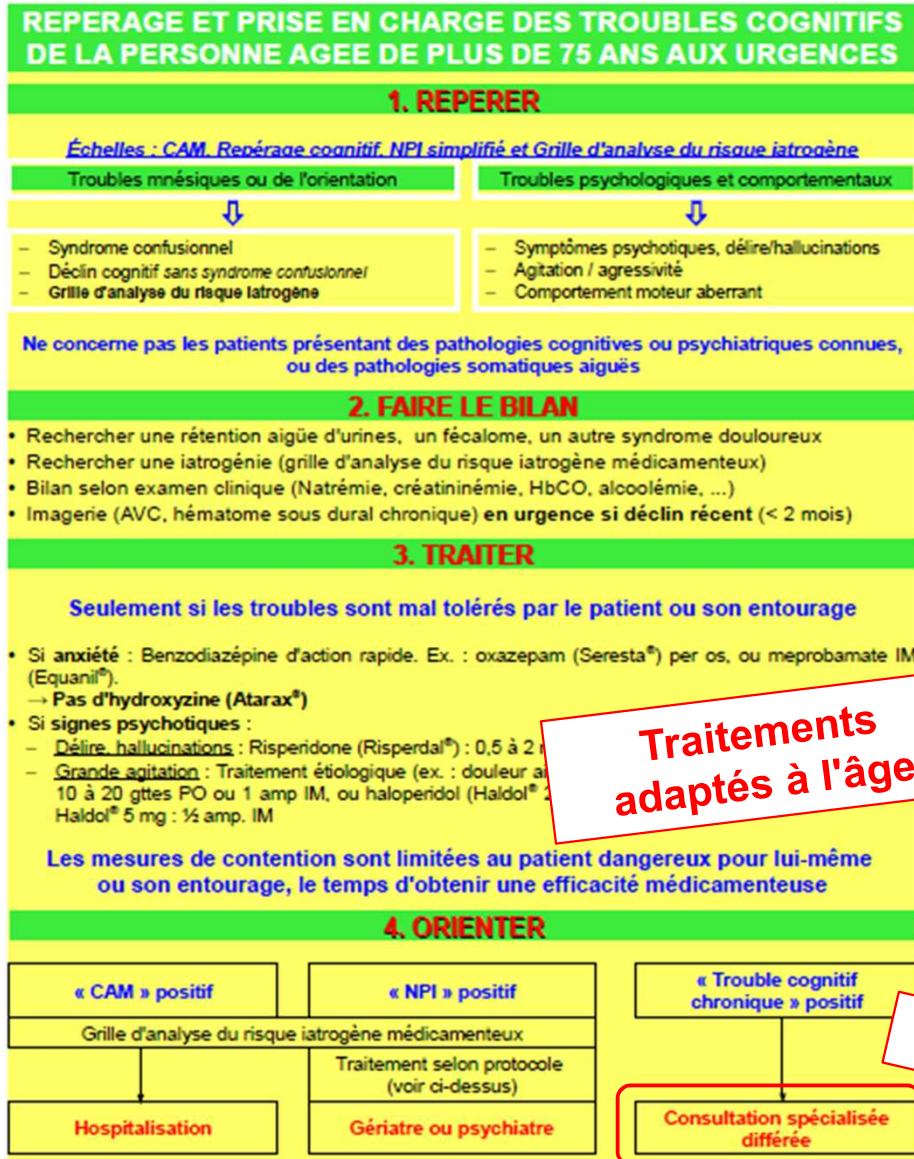 REPERAGE ET PRISE EN CHARGE DES TROUBLES COGNITIFS
DE LA PERSONNE AGEE DE PLUS DE 75 ANS AUX URGENCES
1. REPERER
Échelles : CAM, Repérage cognitif, NPI simplifié et Grille d'analyse du risque iatrogène
Troubles mnésiques ou de l'orientation
– Syndrome confusionnel
– Déclin cognitif sans syndrome confusionnel
– Grille d'analyse du risque iatrogène
Troubles psychologiques et comportementaux
– Symptômes psychotiques, délire/hallucinations
– Agitation / agressivité
– Comportement moteur aberrant
Ne concerne pas les patients présentant des pathologies cognitives ou psychiatriques connues,
ou des pathologies somatiques aiguës
2. FAIRE LE BILAN
• Rechercher une rétention aigüe d'urines, un fécalome, un autre syndrome douloureux
• Rechercher une iatrogénie (grille d'analyse du risque iatrogène médicamenteux)
• Bilan selon examen clinique (Natrémie, créatininémie, HbCO, alcoolémie, ...)
• Imagerie (AVC, hématome sous dural chronique) en urgence si déclin récent (< 2 mois)
3. TRAITER
Seulement si les troubles sont mal tolérés par le patient ou son entourage
• Si anxiété : Benzodiazépine d'action rapide. Ex. : oxazepam (Seresta®) per os, ou meprobamate IM
(Equanil®).
→ Pas d'hydroxyzine (Atarax®)
• Si signes psychotiques :
– Délire, hallucinations : Risperidone (Risperdal®) : 0,5 à 2
– Grande agitation : Traitement étiologique (ex. : douleur
10 à 20 gttes PO ou 1 amp IM, ou haloperidol (Haldol®
Haldol® 5 mg : ½ amp. IM
Traitements
adaptés à l'âge
Les mesures de contention sont limitées au patient dangereux pour lui-même
ou son entourage, le temps d'obtenir une efficacité médicamenteuse
4. ORIENTER
« CAM » positif
« NPI » positif
« Trouble cognitif
chronique » positif
Grille d'analyse du risque iatrogène médicamenteux
Traitement selon protocole
(voir ci-dessus)
Hospitalisation
Gériatre ou psychiatre
Consultation spécialisée
différée